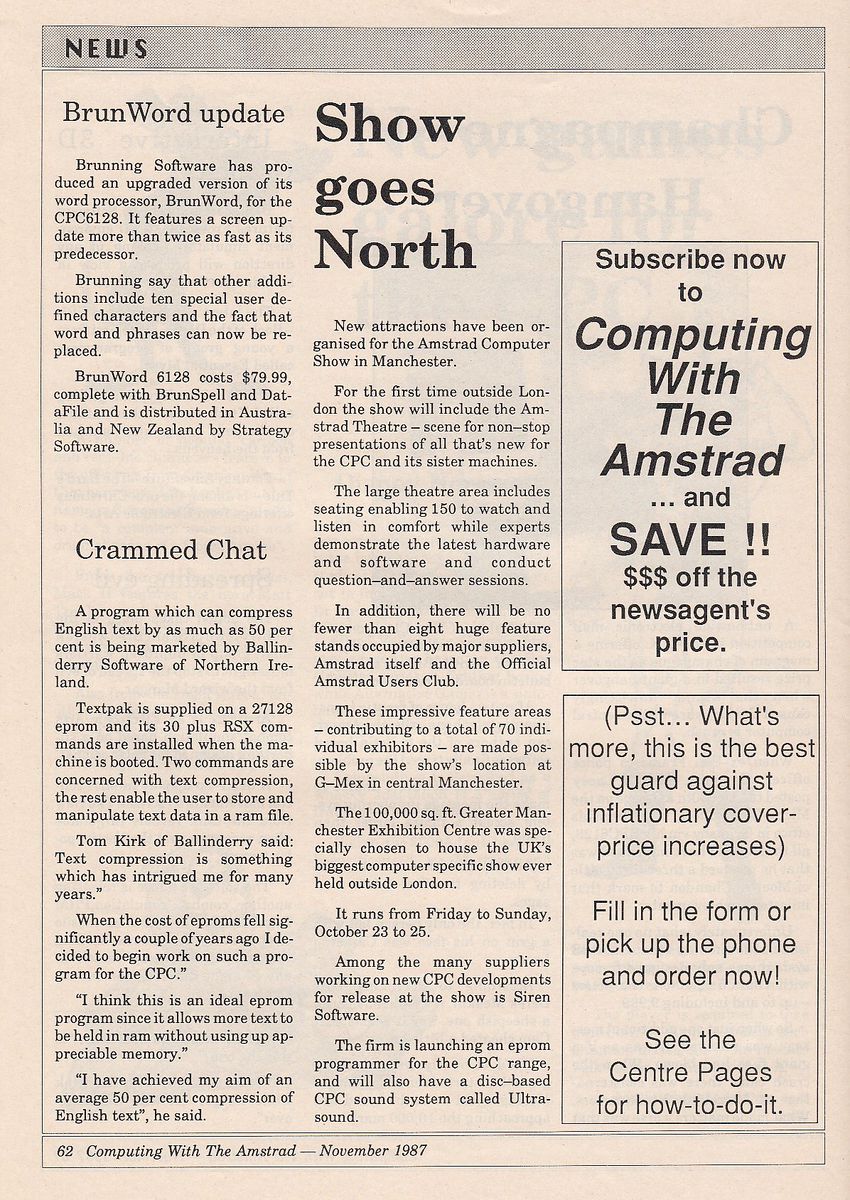 NEWS
BrunWord update
Brunning Software has pro-
duced an upgraded version of its
word processor, BrunWord, for the
CPC6128. It features a screen up-
date more than twice as fast as its
predecessor.
Brunning say that other addi-
tions include ten special user de-
fined characters and the fact that
word and phrases can now be re-
placed.
BrunWord 6128 costs $79.99,
complete with BrunSpell and Dat-
aFile and is distributed in Austra-
lia and New Zealand by Strategy
Software.
Crammed Chat
A program which can compress
English text by as much as 50 per
cent is being marketed by Ballin-
derry Software of Northern Ire-
land.
Textpak is supplied on a 27128
eprom and its 30 plus RSX com-
mands are installed when the ma-
chine is booted. Two commands are
concerned with text compression,
the rest enable the user to store and
manipulate text data in a ram file.
Tom Kirk of Ballinderry said:
Text compression is something
which has intrigued me for many
years.”
When the cost of eproms fell sig-
nificantly a couple of years ago I de-
cided to begin work on such a pro-
gram for the CPC.”
“I think this is an ideal eprom
program since it allows more text to
be held in ram without using up ap-
preciable memory.”
“I have achieved my aim of an
average 50 per cent compression of
English text”, he said.
Show
goes
North
New attractions have been or-
ganised for the Amstrad Computer
Show in Manchester.
For the first time outside Lon-
don the show will include the Am-
strad Theatre – scene for non–stop
presentations of all that's new for
the CPC and its sister machines.
The large theatre area includes
seating enabling 150 to watch and
listen in comfort while experts
demonstrate the latest hardware
and software and conduct
question–and–answer sessions.
In addition, there will be no
fewer than eight huge feature
stands occupied by major suppliers,
Amstrad itself and the Official
Amstrad Users Club.
These impressive feature areas
– contributing to a total of 70 indi-
vidual exhibitors – are made pos-
sible by the show's location at
G–Mex in central Manchester.
The 100,000 sq. ft. Greater Man-
chester Exhibition Centre was spe-
cially chosen to house the UK's
biggest computer specific show ever
held outside London.
It runs from Friday to Sunday,
October 23 to 25.
Among the many suppliers
working on new CPC developments
for release at the show is Siren
Software.
The firm is launching an eprom
programmer for the CPC range,
and will also have a disc–based
CPC sound system called Ultra-
sound.
Subscribe now
to
Computing
With
The
Amstrad
... and
SAVE !!
$$$ off the
newsagent's
price.
(Psst... What's
more, this is the best
guard against
inflationary cover-
price increases)
Fill in the form or
pick up the phone
and order now!
See the
Centre Pages
for how-to-do-it.
62 Computing With The Amstrad — November 1987